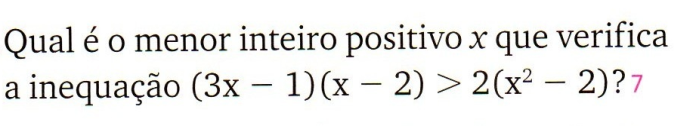 Qual é o menor inteiro positivo x que verifica
a inequação (3x − 1)(x − 2) > 2(x² − 2)? 7